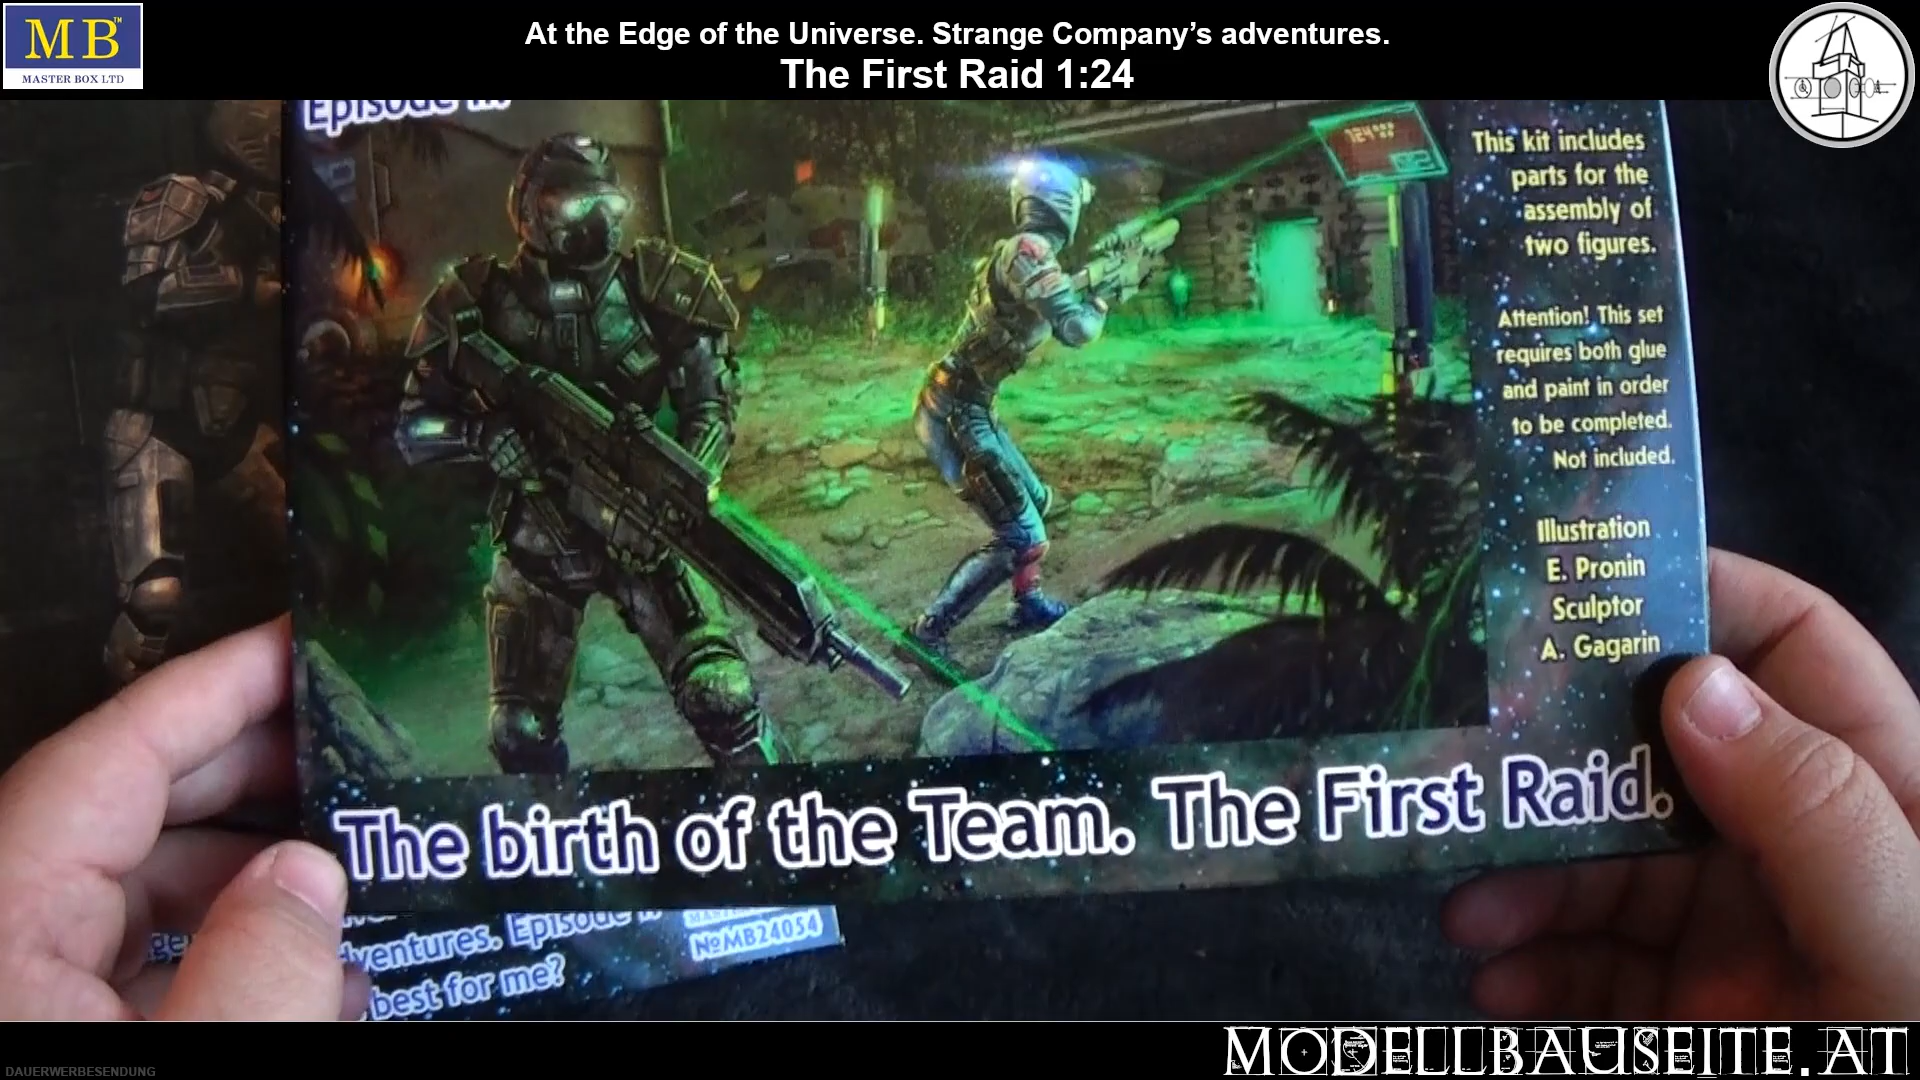 MB™
MASTER BOX LTD
At the Edge of the Universe. Strange Company’s adventures.
The First Raid 1:24
Episode
This kit includes
parts for the
assembly of
two figures.
Attention! This set
requires both glue
and paint in order
to be completed.
Not included.
Illustration
E. Pronin
Sculptor
A. Gagarin
The birth of the Team. The First Raid.
dventures. Episode
№MB24054
best for me?
MODELLBAUSEITE.AT
DAUERWERBESENDUNG